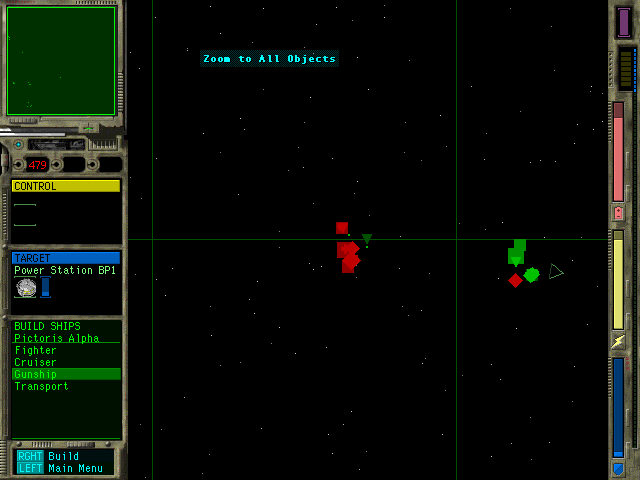 Zoom to All Objects
479
CONTROL
TARGET
Power Station BP1
BUILD SHIPS
Pictoris Alpha
Fighter
Cruiser
Gunship
Transport
RGHT Build
LEFT Main Menu